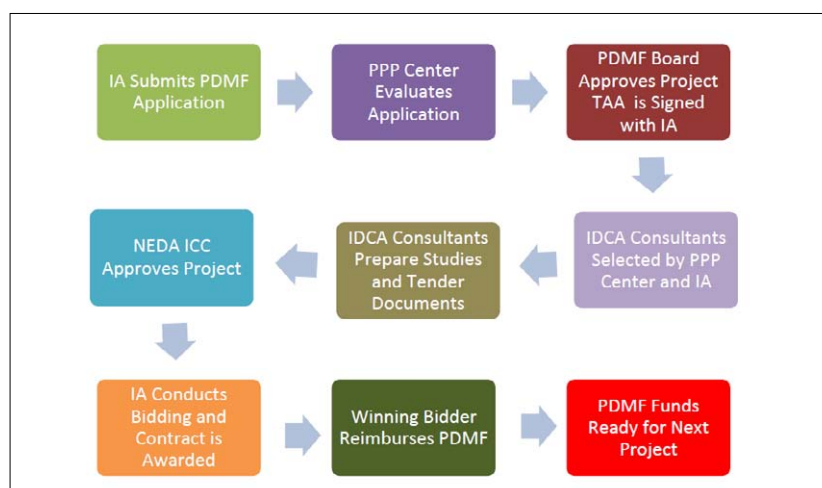 IA Submits PDMF
Application
PPP Center
Evaluates
Application
PDMF Board
Approves Project
TAA is Signed
with IA
IDCA Consultants
Selected by PPP
Center and IA
IDCA Consultants
Prepare Studies
and Tender
Documents
NEDA ICC
Approves Project
IA Conducts
Bidding and
Contract is
Awarded
Winning Bidder
Reimburses PDMF
PDMF Funds
Ready for Next
Project